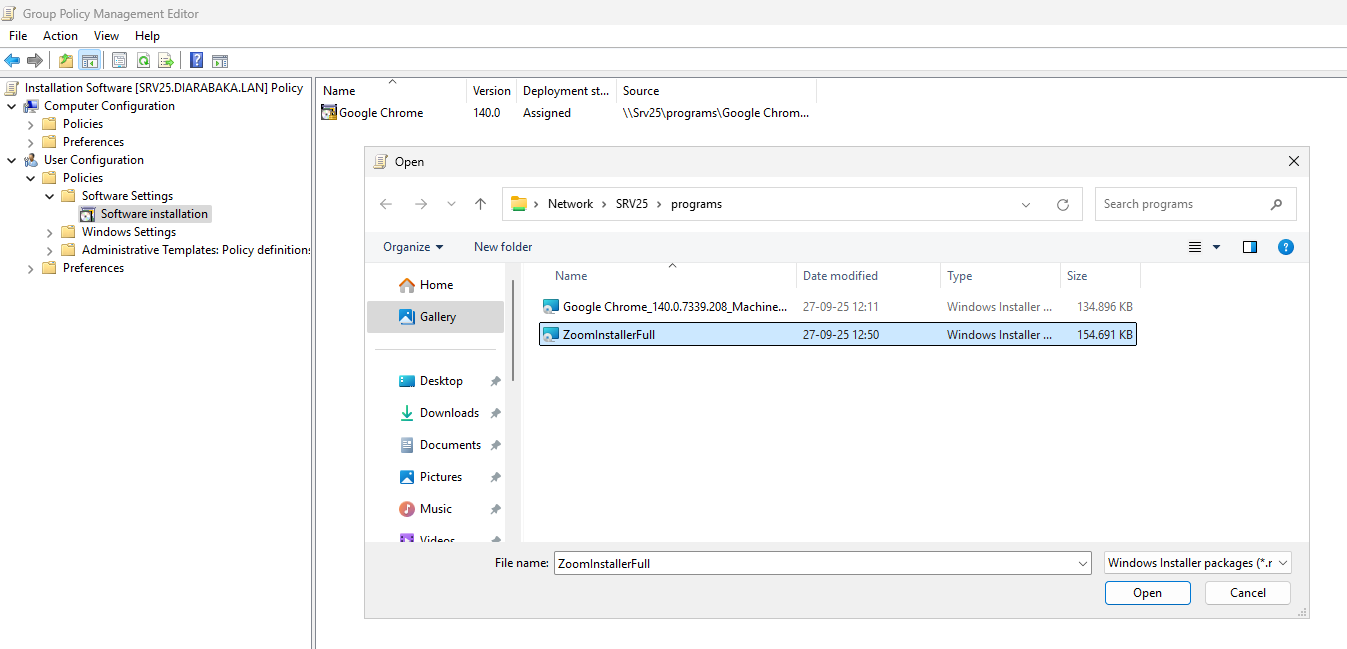 Group Policy Management Editor
File Action View Help
Installation Software [SRV25.DIARABAKA.LAN] Policy
Computer Configuration
Policies
Preferences
User Configuration
Policies
Software Settings
Software installation
Windows Settings
Administrative Templates: Policy definitions
Preferences
Name Version Deployment st... Source
Google Chrome 140.0 Assigned \\Srv25\programs\Google Chrom...
Open
Network > SRV25 > programs
Search programs
Organize New folder
Home
Gallery
Desktop
Downloads
Documents
Pictures
Music
Videos
Name Date modified Type Size
Google Chrome_140.0.7339.208_Machine... 27-09-25 12:11 Windows Installer ... 134.896 KB
ZoomInstallerFull 27-09-25 12:50 Windows Installer ... 154.691 KB
File name: ZoomInstallerFull Windows Installer packages (*.r
Open Cancel